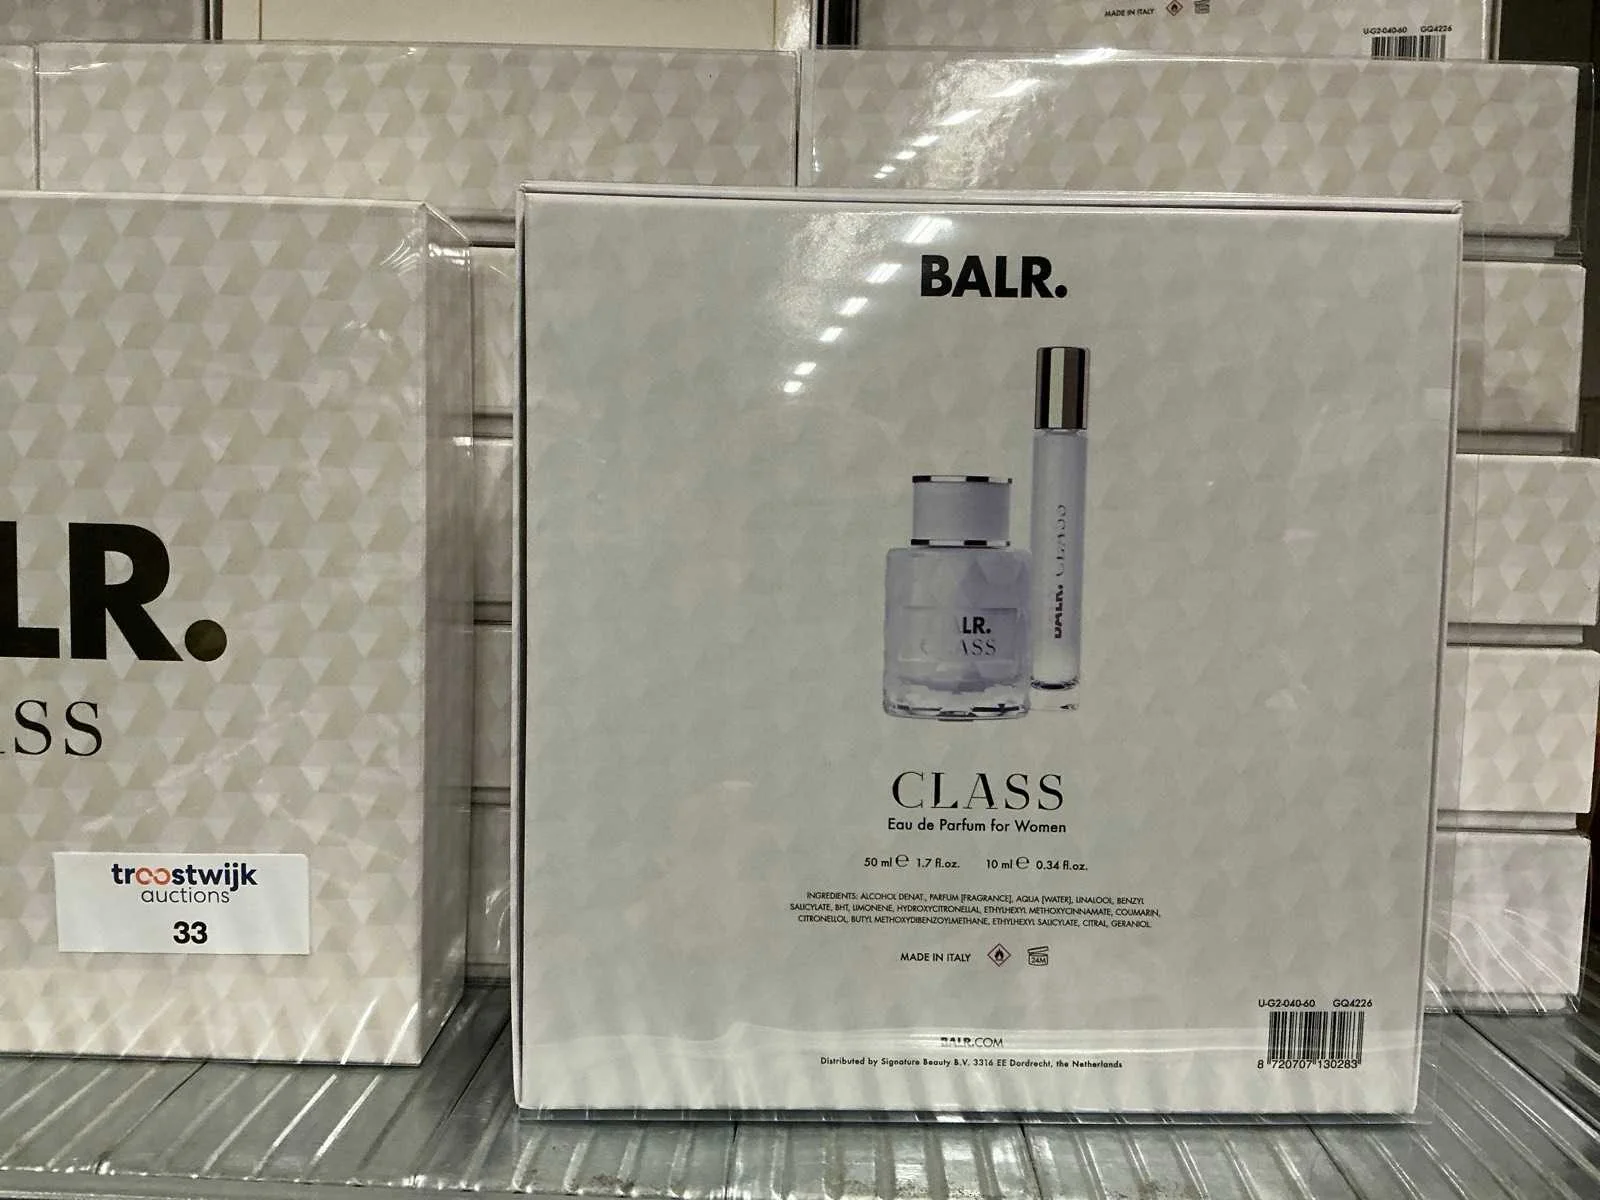 MADE IN ITALY
U-G2-040-60 GQ4226
LR.
ASS
troostwijk
auctions
33
BALR.
BALR. CLASS
LR.
CLASS
CLASS
Eau de Parfum for Women
50 ml ℮ 1.7 fl.oz. 10 ml ℮ 0.34 fl.oz.
INGREDIENTS: ALCOHOL DENAT., PARFUM [FRAGRANCE], AQUA [WATER], LINALOOL, BENZYL
SALICYLATE, BHT, LIMONENE, HYDROXYCITRONELLAL, ETHYLHEXYL METHOXYCINNAMATE, COUMARIN,
CITRONELLOL, BUTYL METHOXYDIBENZOYLMETHANE, ETHYLHEXYL SALICYLATE, CITRAL, GERANIOL.
MADE IN ITALY
24M
U-G2-040-60 GQ4226
8 720707 130283
BALR.COM
Distributed by Signature Beauty B.V. 3316 EE Dordrecht, the Netherlands